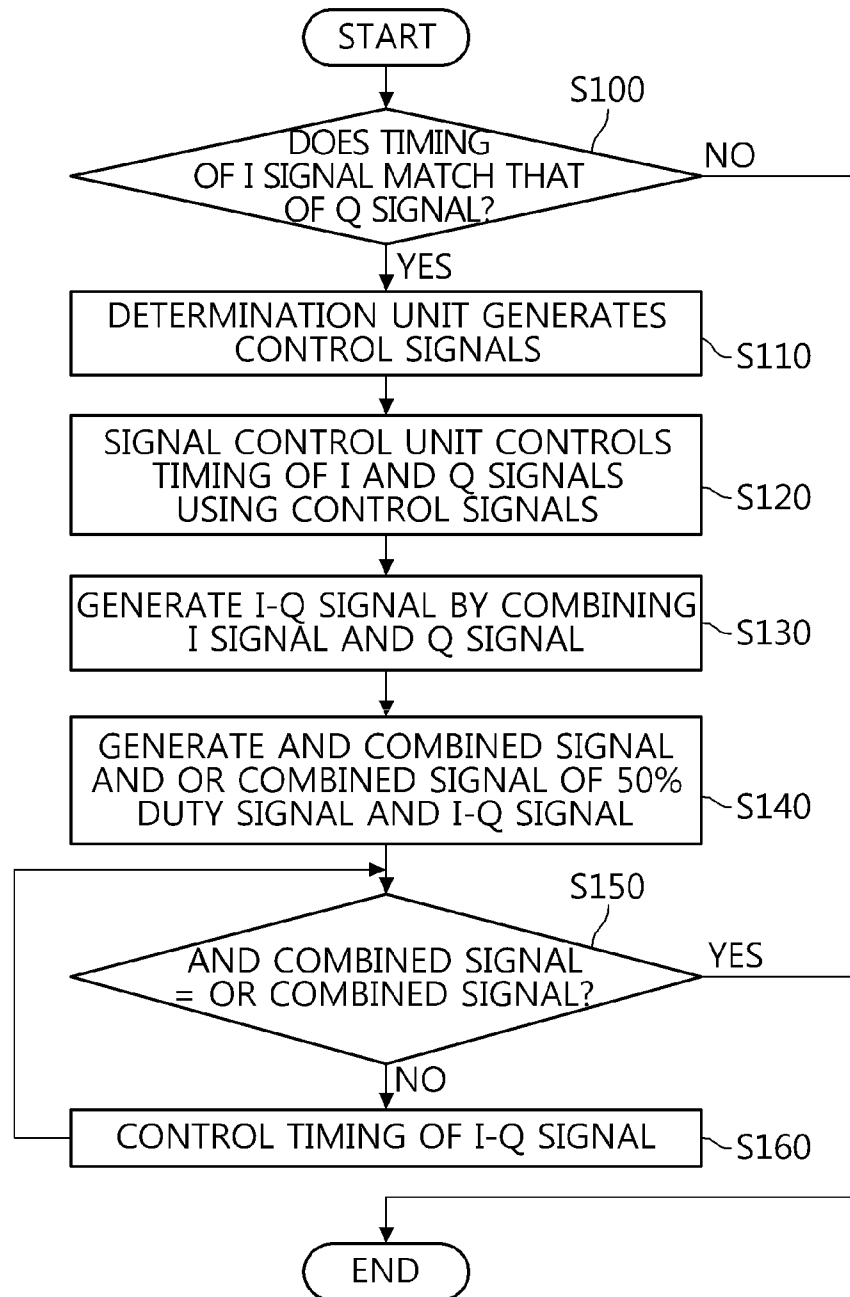 START
S100
DOES TIMING
OF I SIGNAL MATCH THAT
OF Q SIGNAL?
NO
YES
DETERMINATION UNIT GENERATES
CONTROL SIGNALS
S110
SIGNAL CONTROL UNIT CONTROLS
TIMING OF I AND Q SIGNALS
USING CONTROL SIGNALS
S120
GENERATE I-Q SIGNAL BY COMBINING
I SIGNAL AND Q SIGNAL
S130
GENERATE AND COMBINED SIGNAL
AND OR COMBINED SIGNAL OF 50%
DUTY SIGNAL AND I-Q SIGNAL
S140
S150
AND COMBINED SIGNAL
= OR COMBINED SIGNAL?
YES
NO
CONTROL TIMING OF I-Q SIGNAL
S160
END